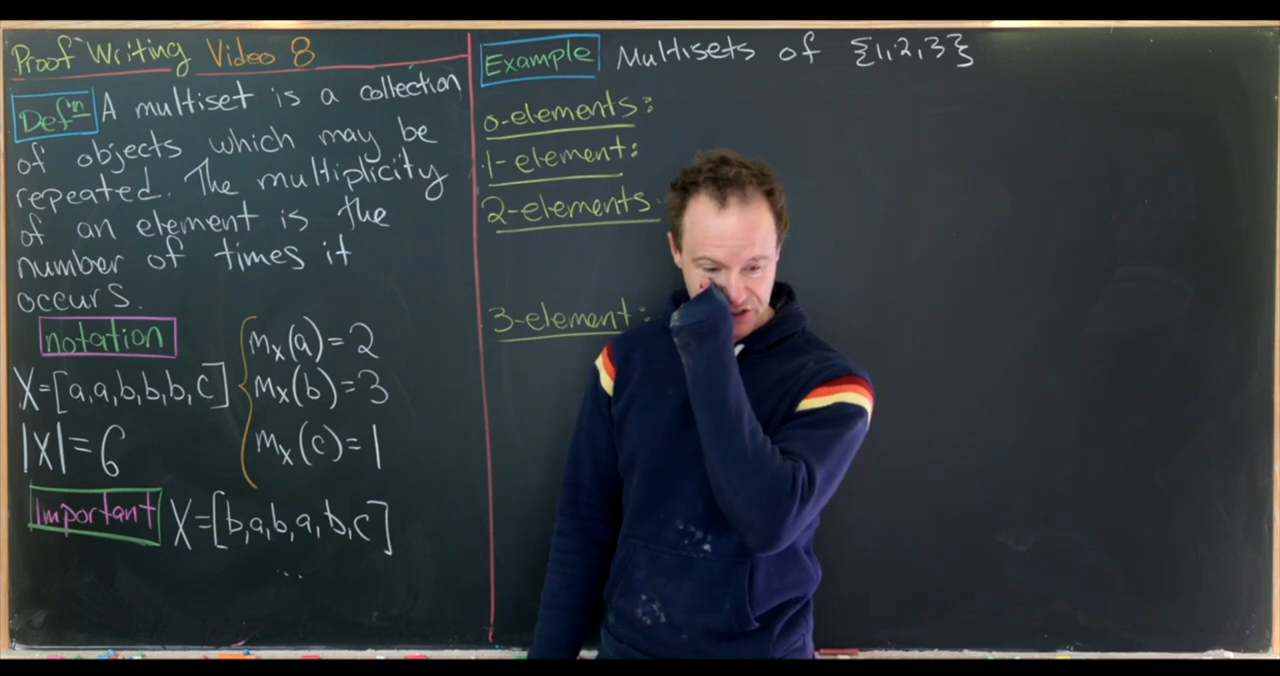 Proof Writing Video 8
Def'n A multiset is a collection
of objects which may be
repeated. The multiplicity
of an element is the
number of times it
occurs.
notation
X=[a,a,b,b,b,c]
|X|=6
mₓ(a)=2
mₓ(b)=3
mₓ(c)=1
Important X=[b,a,b,a,b,c]
...
Example Multisets of {1,2,3}
0-elements:
1-element:
2-elements:
3-element: